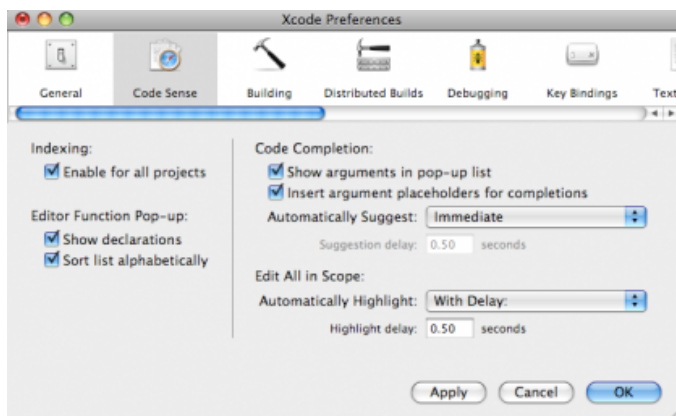 Xcode Preferences
General Code Sense Building Distributed Builds Debugging Key Bindings Text
Indexing:
Enable for all projects
Editor Function Pop-up:
Show declarations
Sort list alphabetically
Code Completion:
Show arguments in pop-up list
Insert argument placeholders for completions
Automatically Suggest: Immediate
Suggestion delay: 0.50 seconds
Edit All in Scope:
Automatically Highlight: With Delay:
Highlight delay: 0.50 seconds
Apply Cancel OK